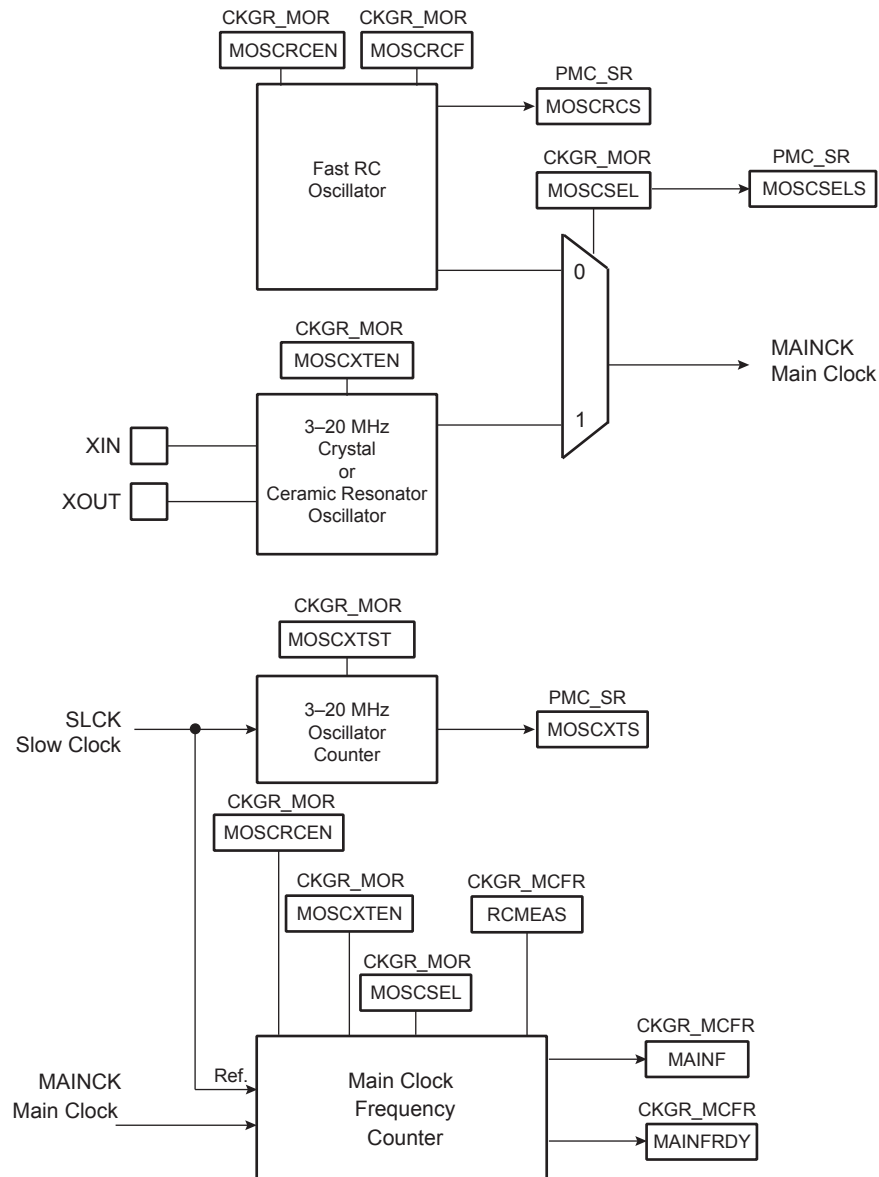 CKGR_MOR CKGR_MOR
MOSCRCEN MOSCRCF
PMC_SR
MOSCRCS
Fast RC
Oscillator
CKGR_MOR
MOSCSEL
PMC_SR
MOSCSELS
0
1
MAINCK
Main Clock
CKGR_MOR
MOSCXTEN
XIN
XOUT
3–20 MHz
Crystal
or
Ceramic Resonator
Oscillator
CKGR_MOR
MOSCXTST
SLCK
Slow Clock
3–20 MHz
Oscillator
Counter
PMC_SR
MOSCXTS
CKGR_MOR
MOSCRCEN
CKGR_MOR
MOSCXTEN
CKGR_MCFR
RCMEAS
CKGR_MOR
MOSCSEL
MAINCK
Main Clock
Ref.
Main Clock
Frequency
Counter
CKGR_MCFR
MAINF
CKGR_MCFR
MAINFRDY